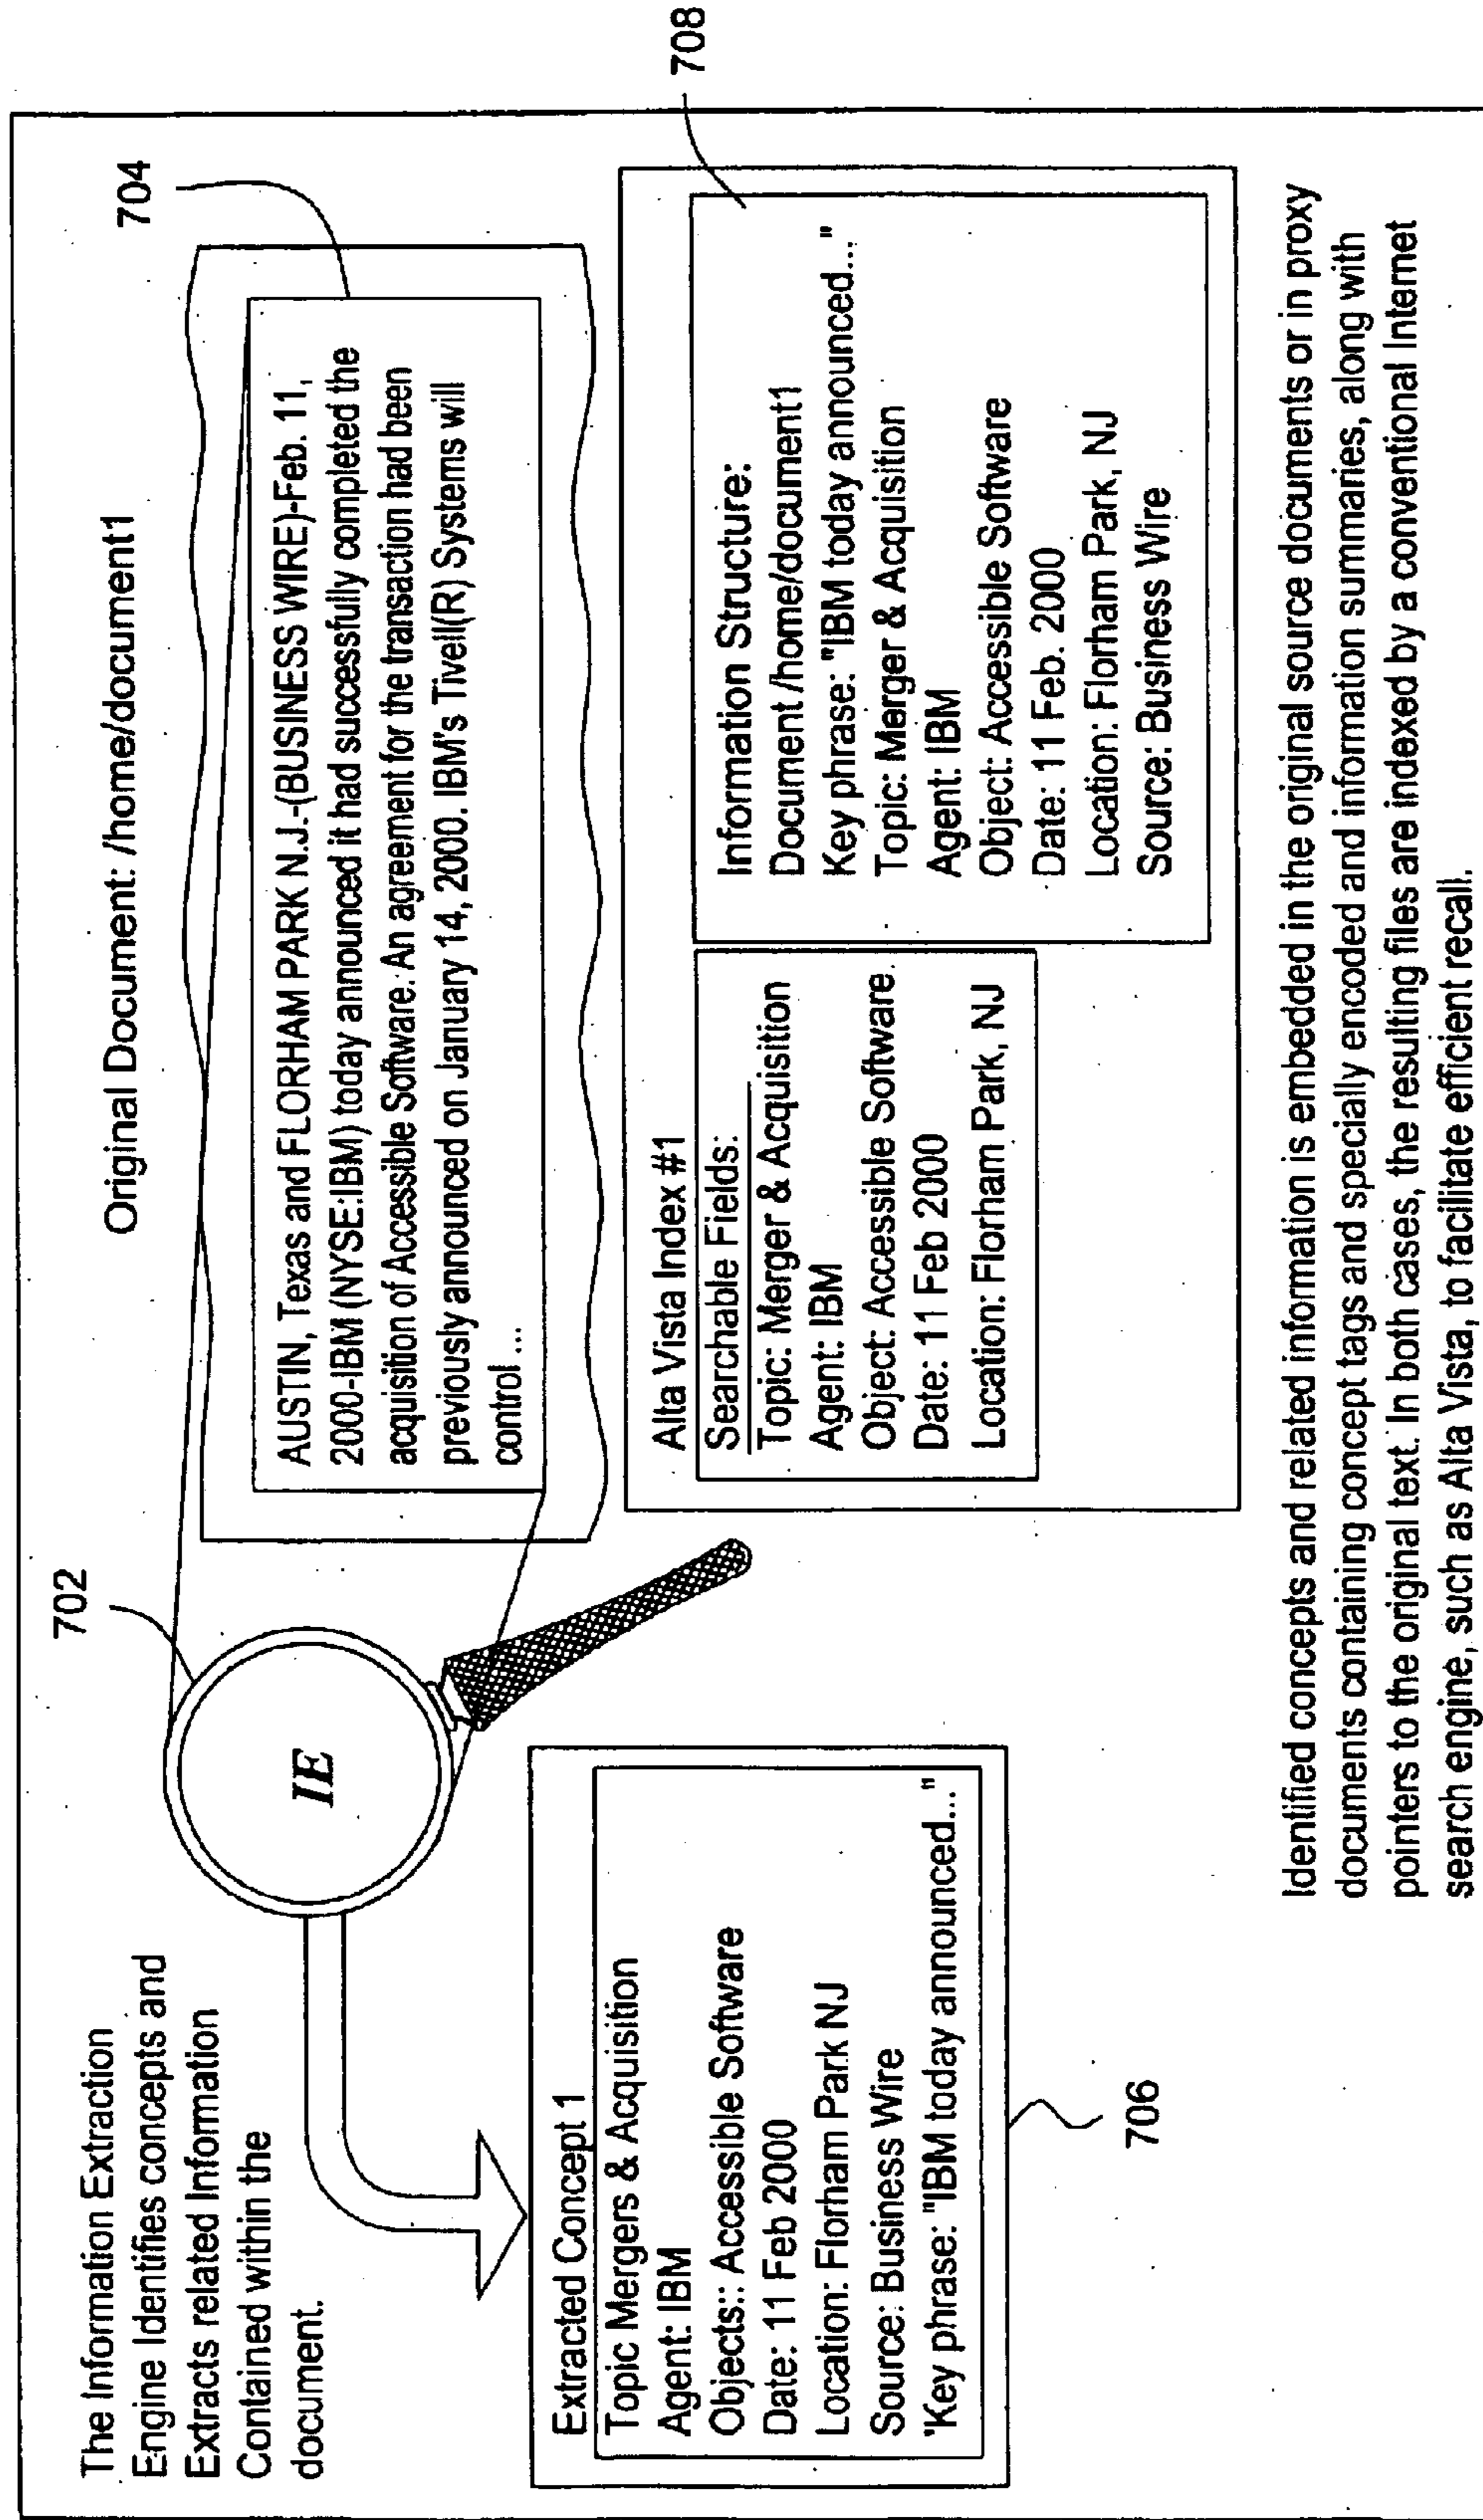 The Information Extraction
Engine Identifies concepts and
Extracts related Information
Contained within the
document.
702
IE
Original Document: /home/document1
704
AUSTIN, Texas and FLORHAM PARK N.J.-(BUSINESS WIRE)-Feb. 11,
2000-IBM (NYSE:IBM) today announced it had successfully completed the
acquisition of Accessible Software. An agreement for the transaction had been
previously announced on January 14, 2000. IBM's Tivell(R) Systems will
control ...
Extracted Concept 1
Topic Mergers & Acquisition
Agent: IBM
Objects:: Accessible Software
Date: 11 Feb 2000
Location: Florham Park NJ
Source: Business Wire
"Key phrase: "IBM today announced..."
706
Alta Vista Index #1
Searchable Fields:
Topic: Merger & Acquisition
Agent: IBM
Object: Accessible Software
Date: 11 Feb 2000
Location: Florham Park, NJ
708
Information Structure:
Document /home/document1
Key phrase: "IBM today announced..."
Topic: Merger & Acquisition
Agent: IBM
Object: Accessible Software
Date: 11 Feb. 2000
Location: Florham Park, NJ
Source: Business Wire
Identified concepts and related information is embedded in the original source documents or in proxy
documents containing concept tags and specially encoded and information summaries, along with
pointers to the original text. In both cases, the resulting files are indexed by a conventional Internet
search engine, such as Alta Vista, to facilitate efficient recall.